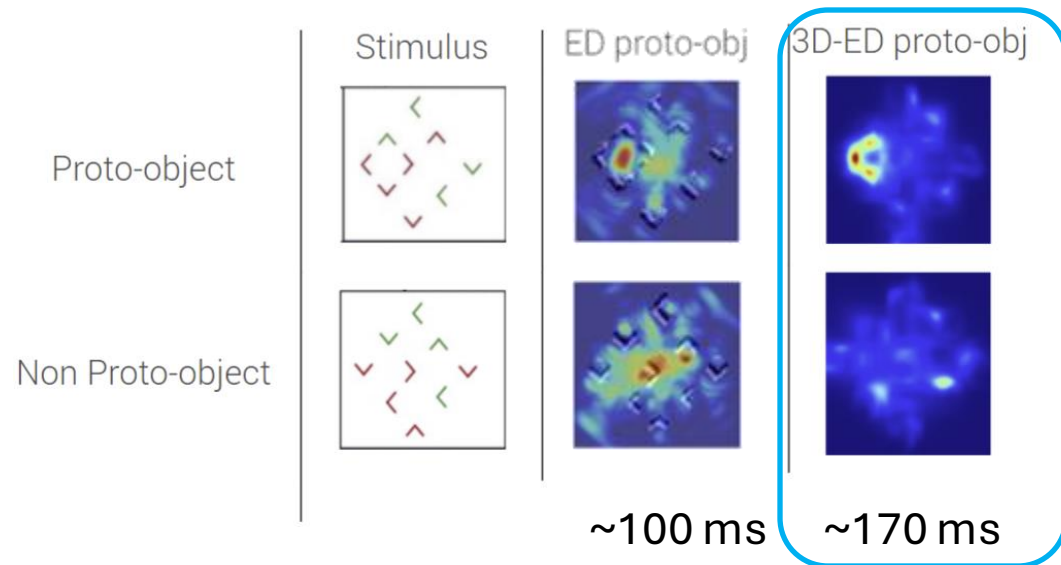 Stimulus
ED proto-obj
3D-ED proto-obj
Proto-object
Non Proto-object
~100 ms
~170 ms